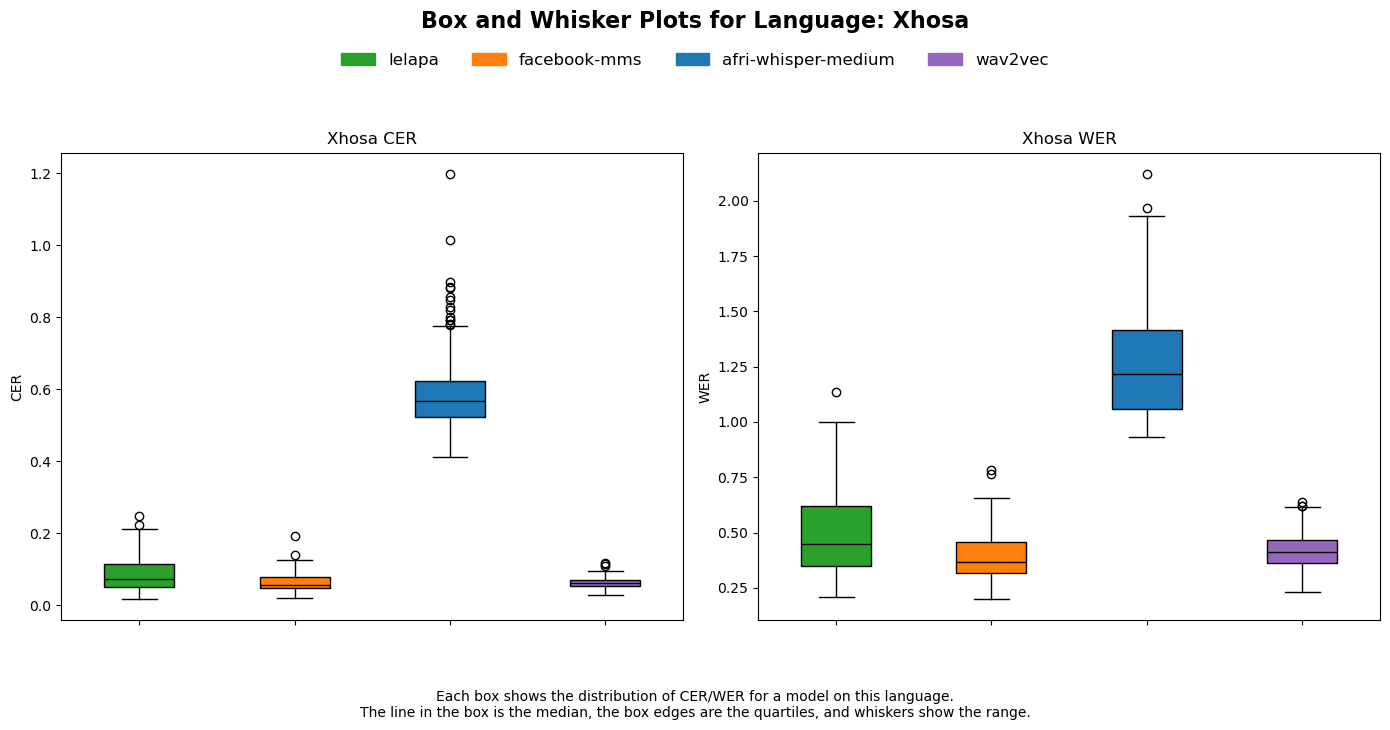 Box and Whisker Plots for Language: Xhosa
lelapa
facebook-mms
afri-whisper-medium
wav2vec
Xhosa CER
1.2
1.0
0.8
0.6
0.4
0.2
0.0
CER
Xhosa WER
2.00
1.75
1.50
1.25
1.00
0.75
0.50
0.25
WER
Each box shows the distribution of CER/WER for a model on this language.
The line in the box is the median, the box edges are the quartiles, and whiskers show the range.